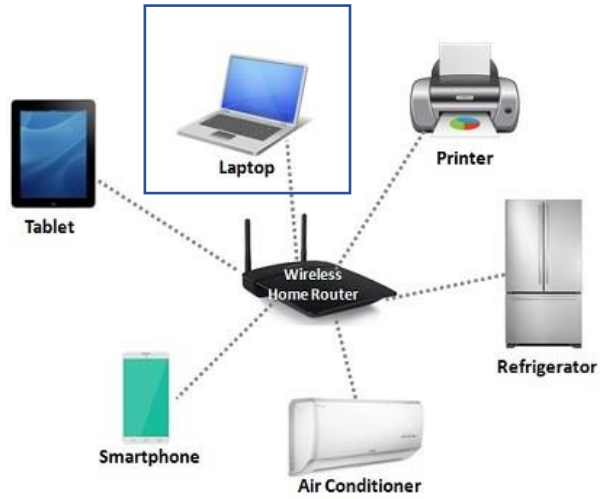 Laptop
Printer
Tablet
Wireless
Home Router
Refrigerator
Smartphone
Air Conditioner